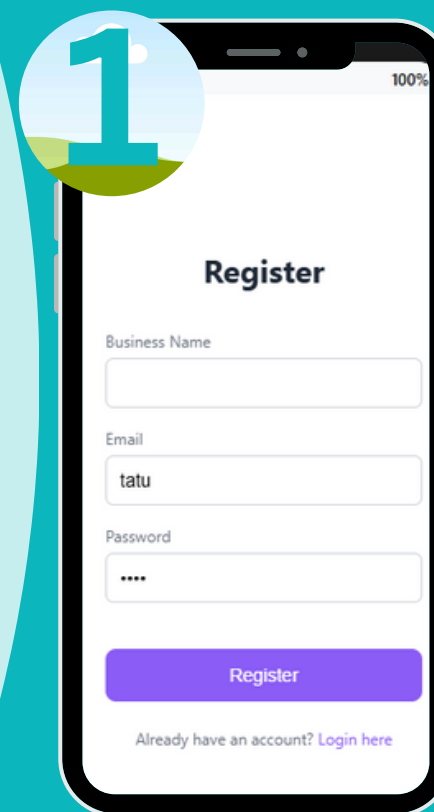 1
100%
Register
Business Name
Email
tatu
Password
••••
Register
Already have an account? Login here